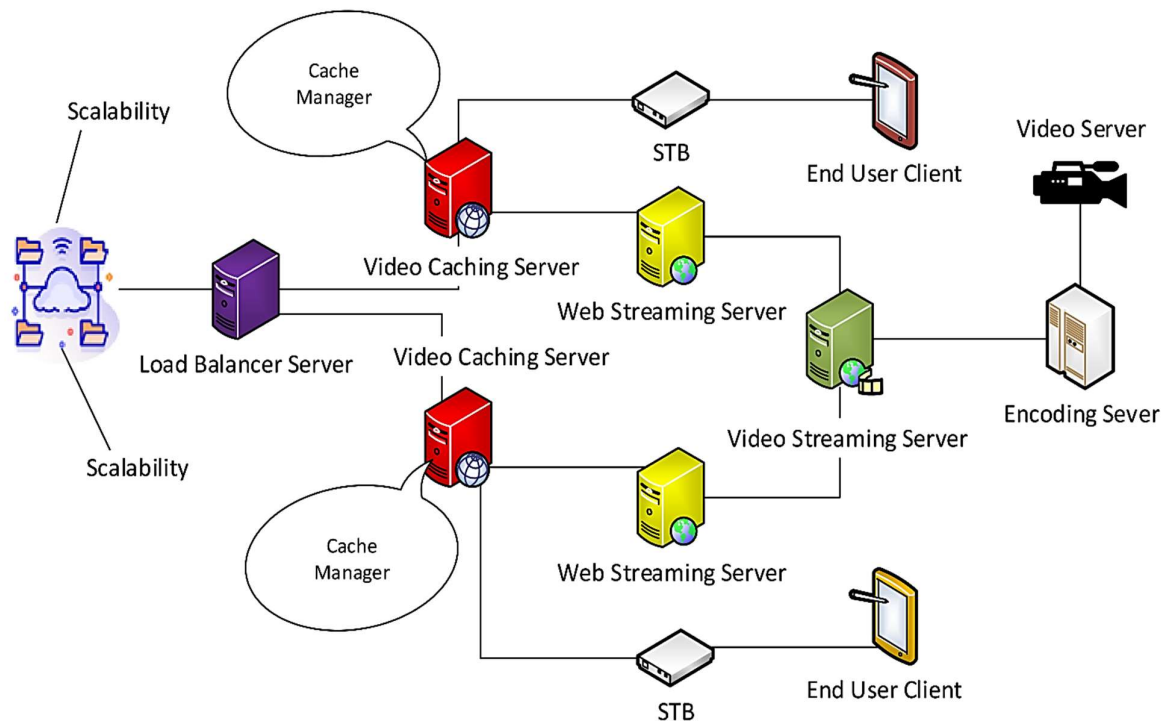 Cache
Manager
Scalability
STB
End User Client
Video Server
Video Caching Server
Web Streaming Server
Load Balancer Server
Video Caching Server
Encoding Sever
Video Streaming Server
Scalability
Cache
Manager
Web Streaming Server
STB
End User Client